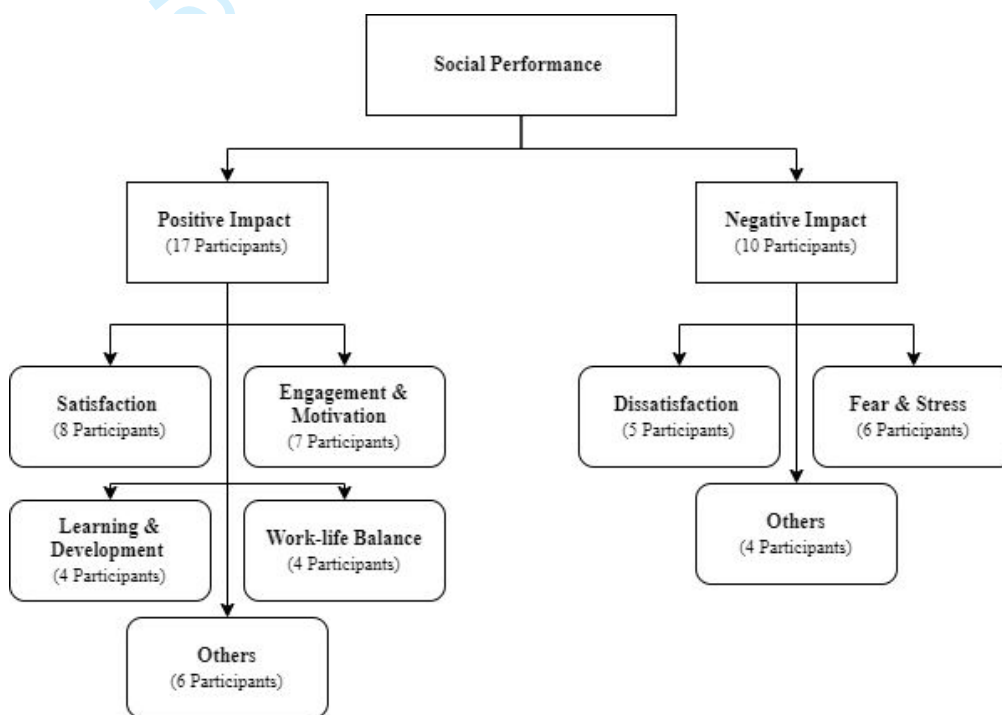 Social Performance
Positive Impact
(17 Participants)
Negative Impact
(10 Participants)
Satisfaction
(8 Participants)
Engagement &
Motivation
(7 Participants)
Dissatisfaction
(5 Participants)
Fear & Stress
(6 Participants)
Learning &
Development
(4 Participants)
Work-life Balance
(4 Participants)
Others
(4 Participants)
Others
(6 Participants)